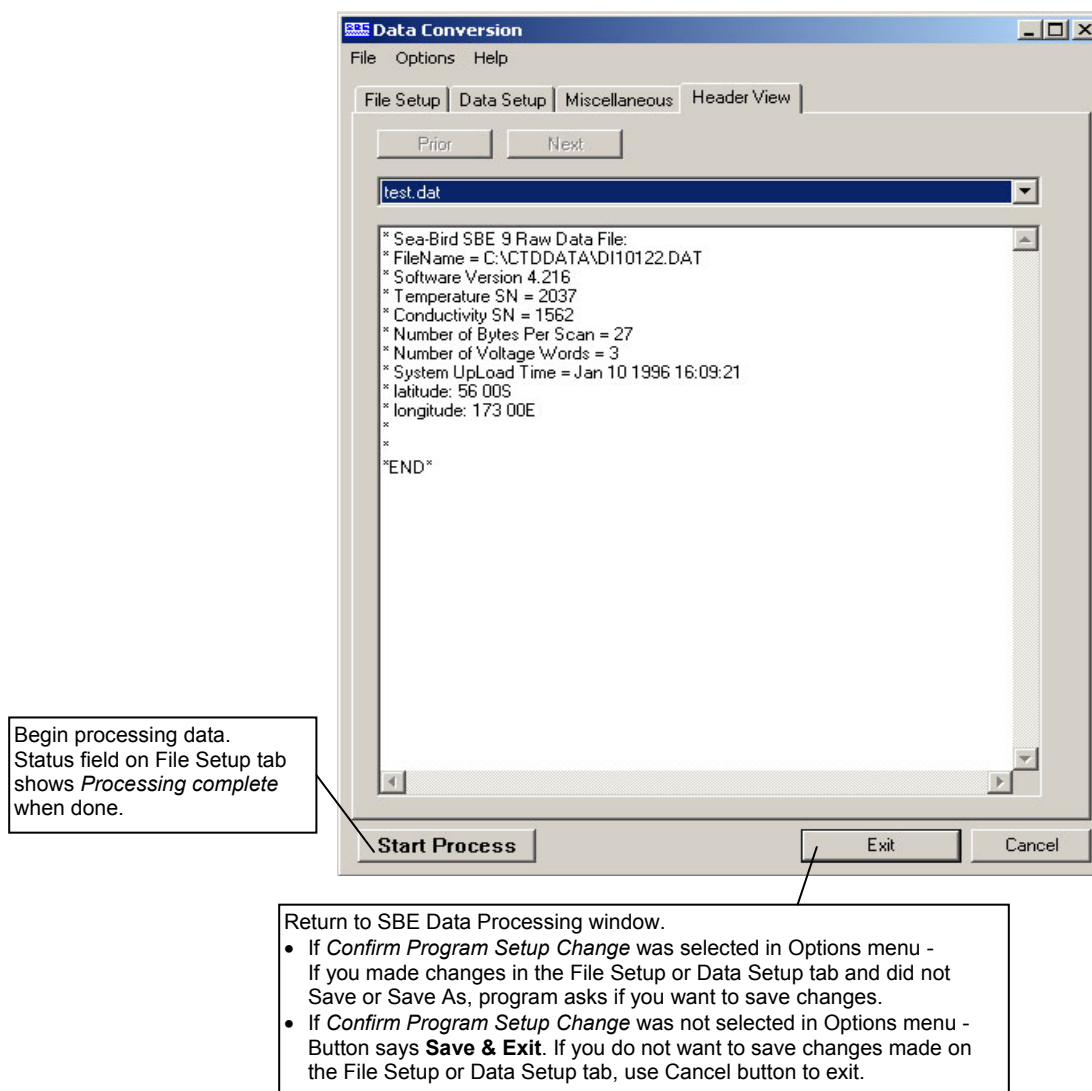 SBE Data Conversion
File Options Help
File Setup Data Setup Miscellaneous Header View
Prior Next
test.dat
* Sea-Bird SBE 9 Raw Data File:
* FileName = C:\CTDDATA\DI10122.DAT
* Software Version 4.216
* Temperature SN = 2037
* Conductivity SN = 1562
* Number of Bytes Per Scan = 27
* Number of Voltage Words = 3
* System UpLoad Time = Jan 10 1996 16:09:21
* latitude: 56 00S
* longitude: 173 00E
*
*
*END*
Begin processing data.
Status field on File Setup tab
shows Processing complete
when done.
Start Process Exit Cancel
Return to SBE Data Processing window.
• If Confirm Program Setup Change was selected in Options menu -
If you made changes in the File Setup or Data Setup tab and did not
Save or Save As, program asks if you want to save changes.
• If Confirm Program Setup Change was not selected in Options menu -
Button says Save & Exit. If you do not want to save changes made on
the File Setup or Data Setup tab, use Cancel button to exit.